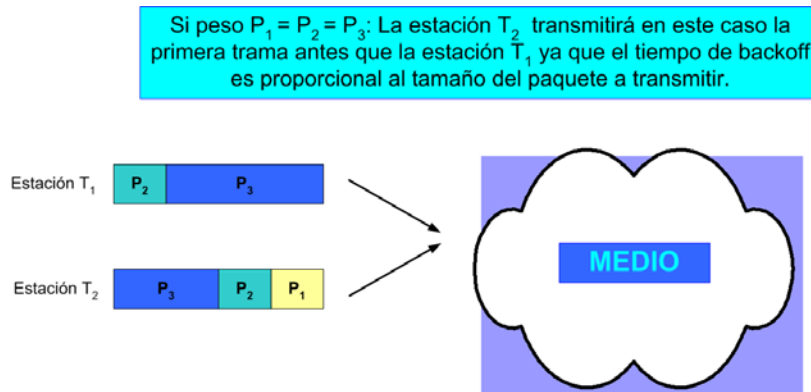 Si peso P₁ = P₂ = P₃: La estación T₂ transmitirá en este caso la
primera trama antes que la estación T₁ ya que el tiempo de backoff
es proporcional al tamaño del paquete a transmitir.
Estación T₁
P₂
P₃
MEDIO
Estación T₂
P₃
P₂
P₁